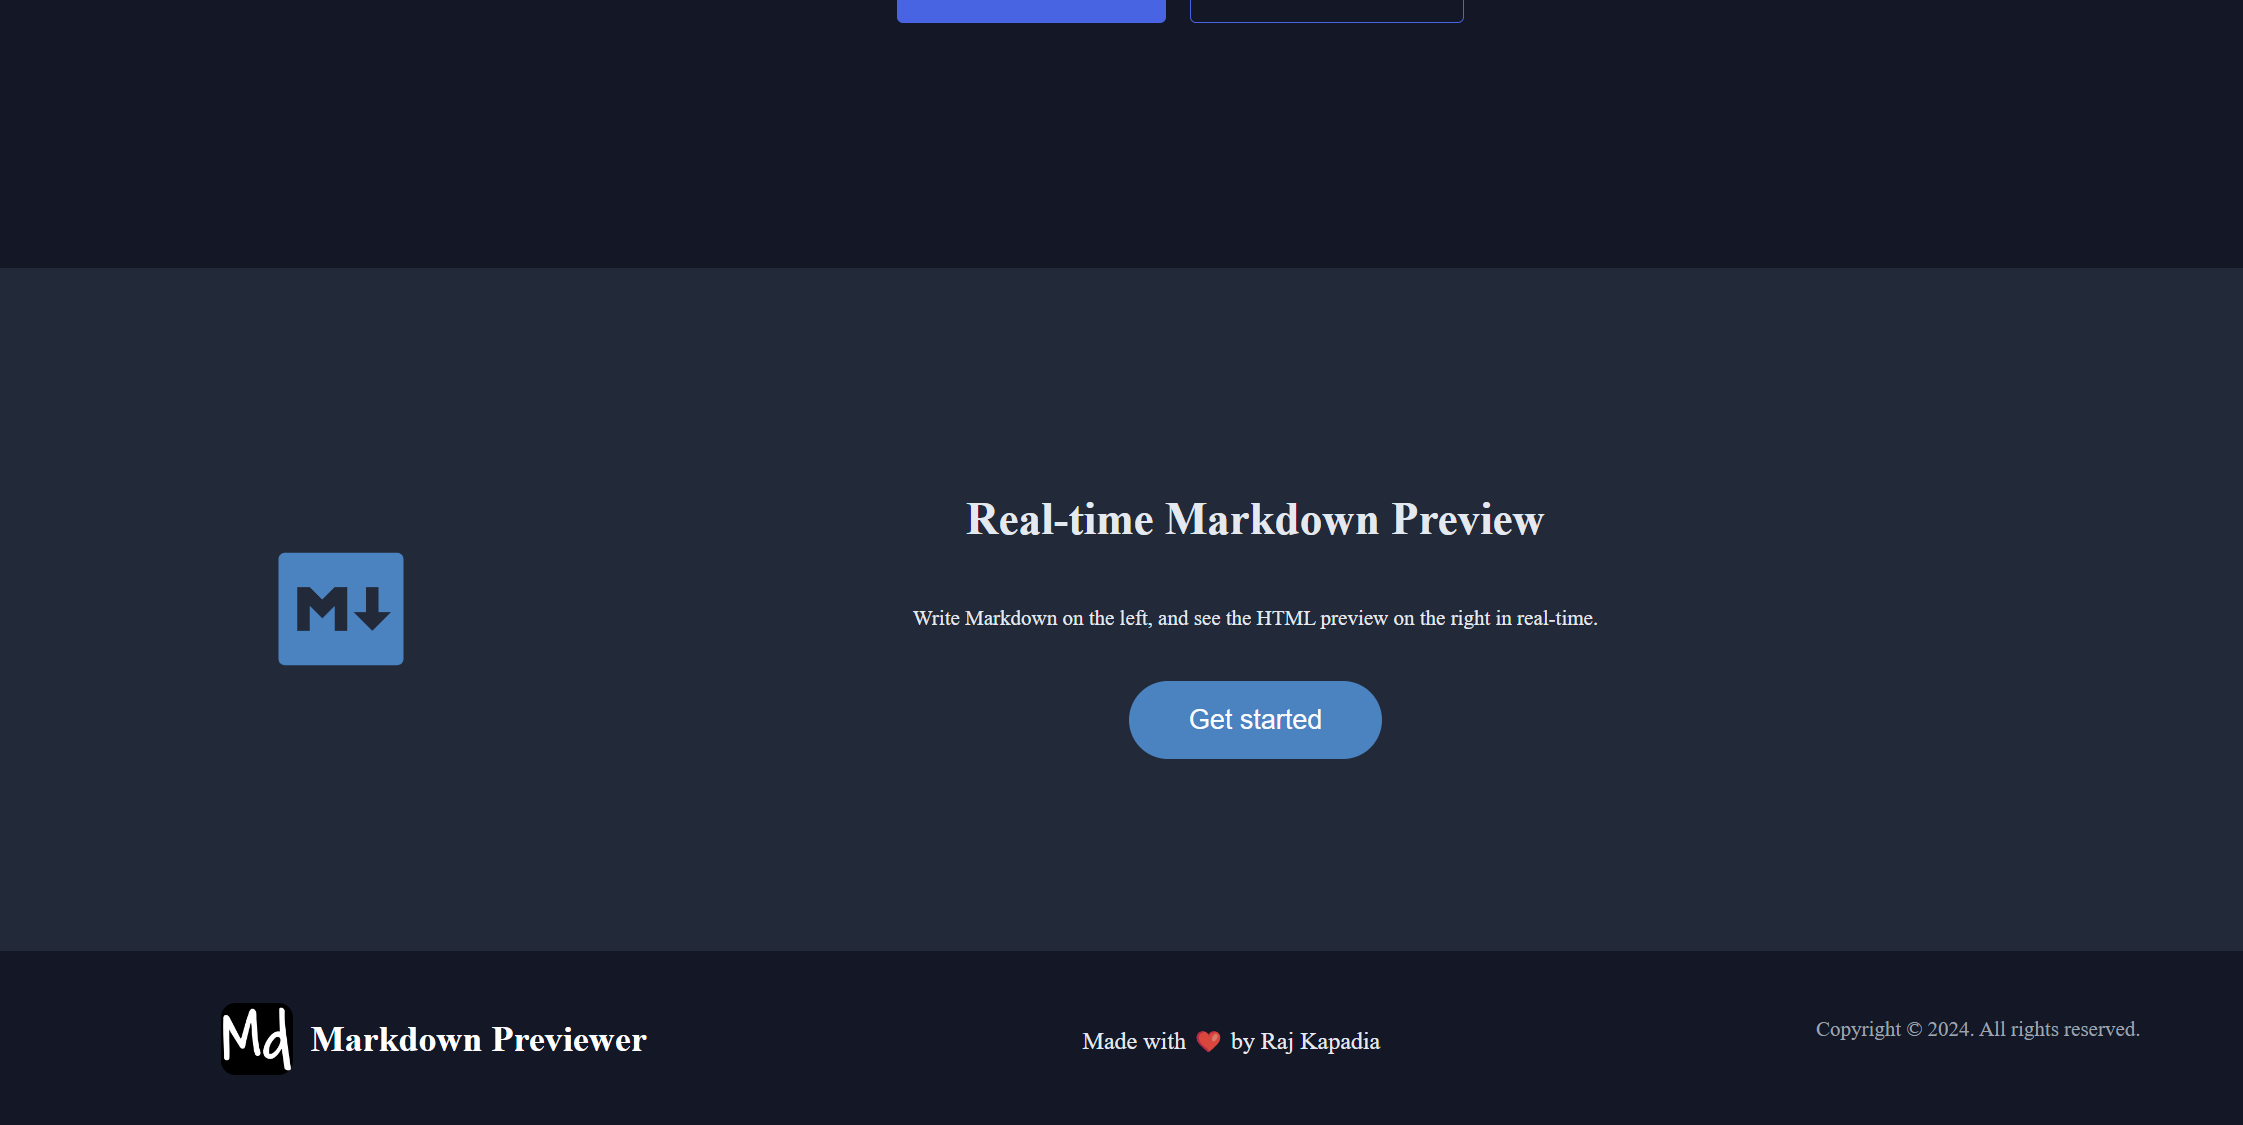 Real-time Markdown Preview
M
Write Markdown on the left, and see the HTML preview on the right in real-time.
Get started
Md
Markdown Previewer
Made with ❤️ by Raj Kapadia
Copyright © 2024. All rights reserved.